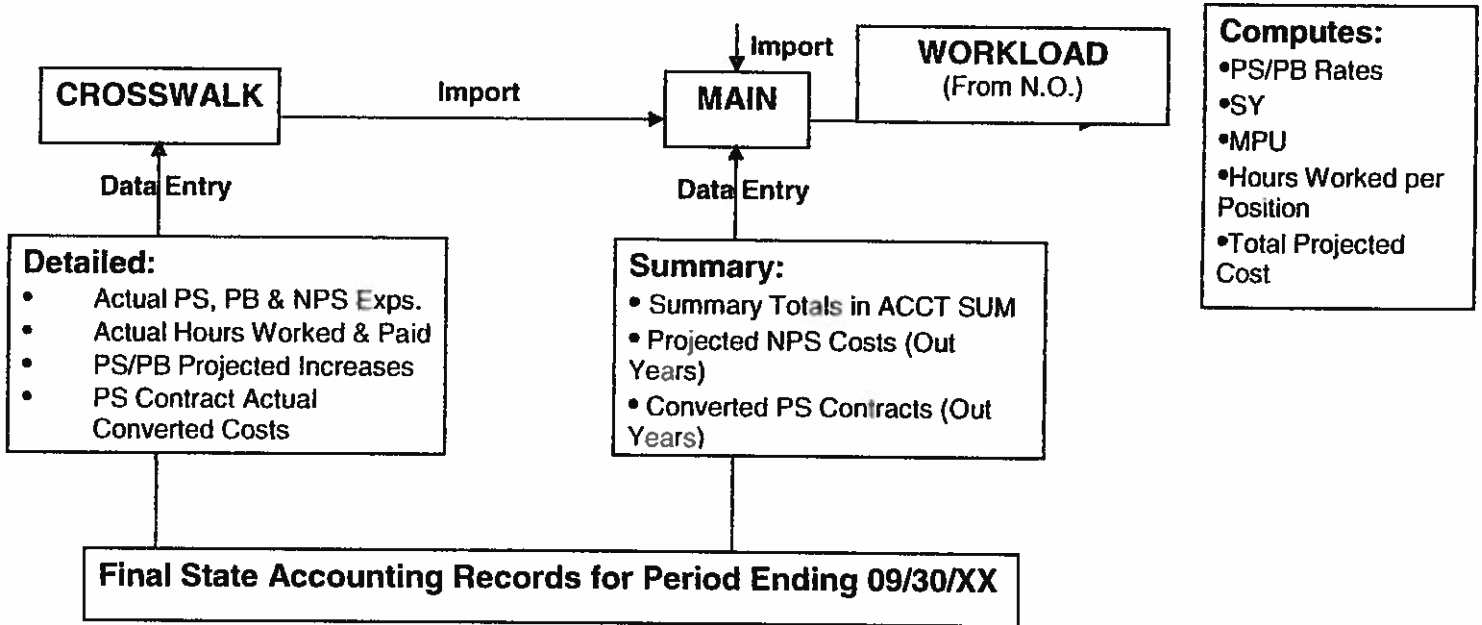 Import
WORKLOAD
(From N.O.)
Computes:
•PS/PB Rates
•SY
•MPU
•Hours Worked per
Position
•Total Projected
Cost
CROSSWALK
Import
MAIN
Data Entry
Data Entry
Detailed:
• Actual PS, PB & NPS Exps.
• Actual Hours Worked & Paid
• PS/PB Projected Increases
• PS Contract Actual
Converted Costs
Summary:
• Summary Totals in ACCT SUM
• Projected NPS Costs (Out
Years)
• Converted PS Contracts (Out
Years)
Final State Accounting Records for Period Ending 09/30/XX